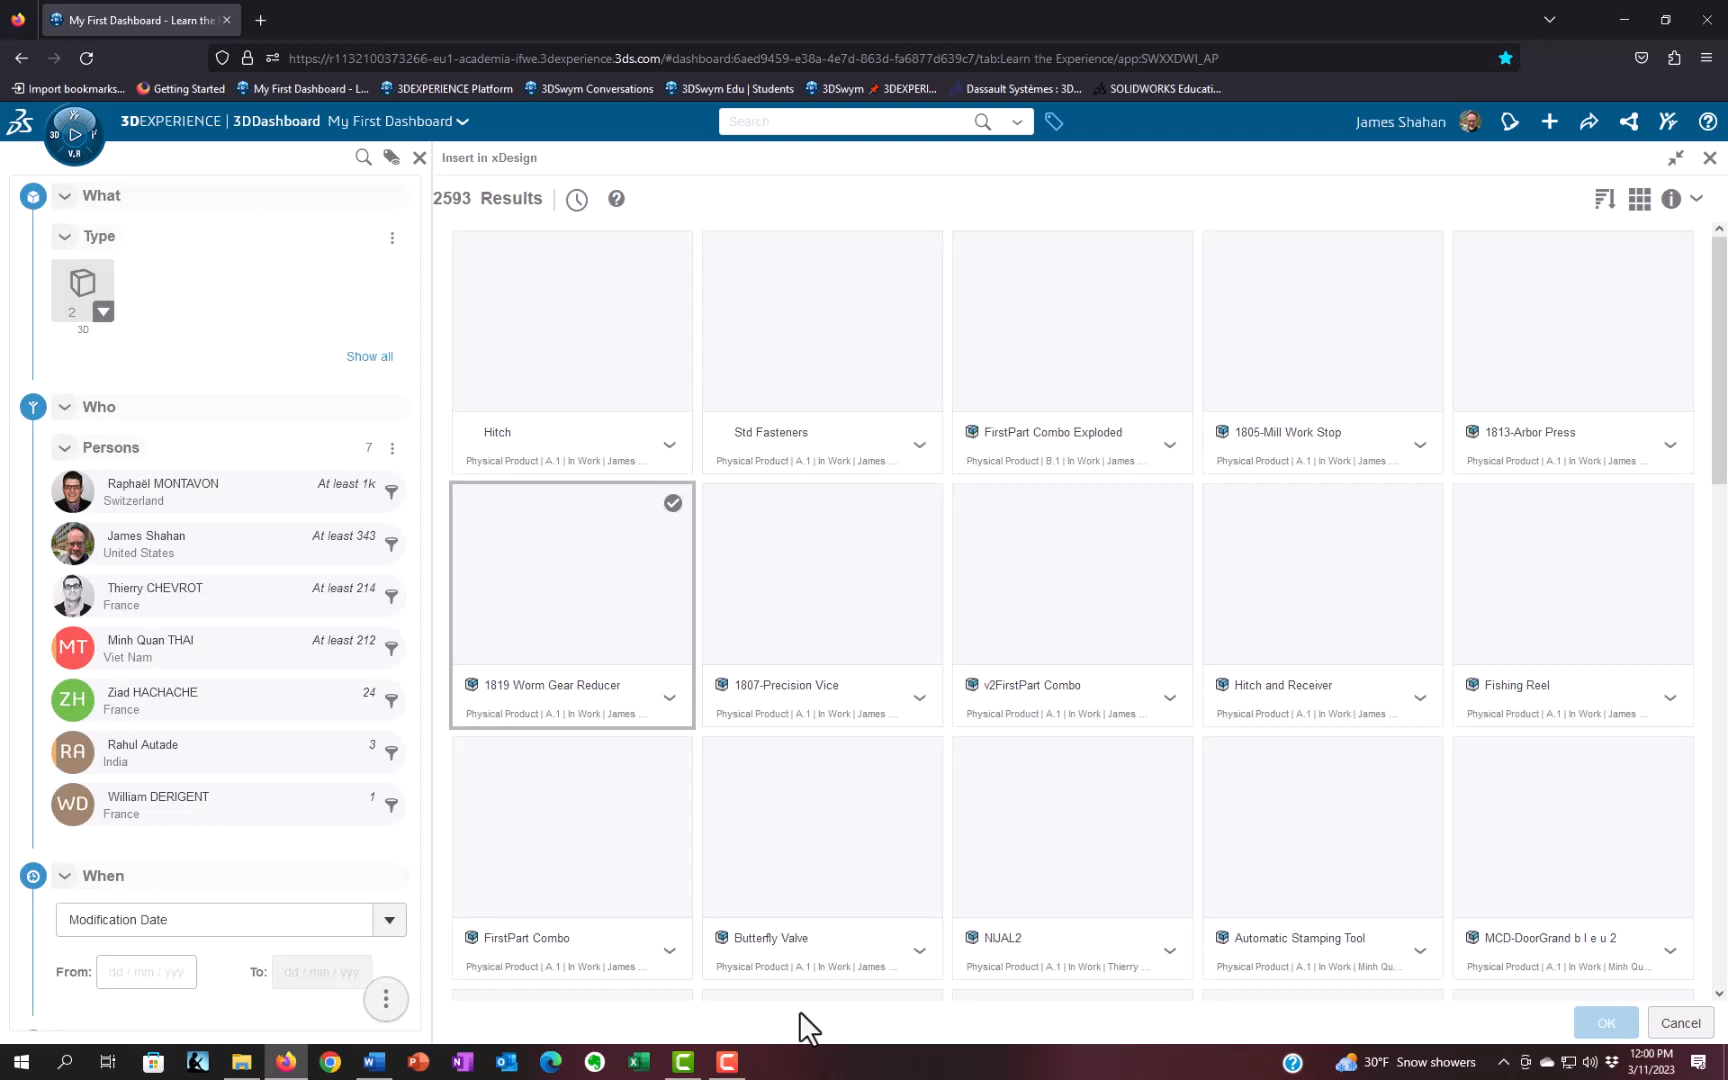 My First Dashboard - Learn the
https://r1132100373266-eu1-academia-ifwe.3dexperience.3ds.com/#dashboard:6aed9459-e38a-4e7d-863d-fa6877d639c7/tab:Learn the Experience/app:SWXXDWI_AP
Import bookmarks... Getting Started My First Dashboard - L... 3DEXPERIENCE Platform 3DSwym Conversations 3DSwym Edu | Students 3DSwym 📌 3DEXPERI... Dassault Systèmes : 3D... SOLIDWORKS Educati...
3DEXPERIENCE | 3DDashboard My First Dashboard Search James Shahan
3D V,R
Insert in xDesign
What
2593 Results
Type
2
3D
Show all
Who
Persons 7
Raphaël MONTAVON At least 1k
Switzerland
James Shahan At least 343
United States
Thierry CHEVROT At least 214
France
MT Minh Quan THAI At least 212
Viet Nam
ZH Ziad HACHACHE 24
France
RA Rahul Autade 3
India
WD William DERIGENT 1
France
When
Modification Date
From: dd / mm / yyy To: dd / mm / yyy
Hitch Std Fasteners FirstPart Combo Exploded 1805-Mill Work Stop 1813-Arbor Press
Physical Product | A.1 | In Work | James ... Physical Product | A.1 | In Work | James ... Physical Product | B.1 | In Work | James ... Physical Product | A.1 | In Work | James ... Physical Product | A.1 | In Work | James ...
1819 Worm Gear Reducer 1807-Precision Vice v2FirstPart Combo Hitch and Receiver Fishing Reel
Physical Product | A.1 | In Work | James ... Physical Product | A.1 | In Work | James ... Physical Product | A.1 | In Work | James ... Physical Product | A.1 | In Work | James ... Physical Product | A.1 | In Work | James ...
FirstPart Combo Butterfly Valve NIJAL2 Automatic Stamping Tool MCD-DoorGrand b l e u 2
Physical Product | A.1 | In Work | James ... Physical Product | A.1 | In Work | James ... Physical Product | A.1 | In Work | Thierry ... Physical Product | A.1 | In Work | Minh Qu... Physical Product | A.1 | In Work | Minh Qu...
OK Cancel
30°F Snow showers
12:00 PM
3/11/2023